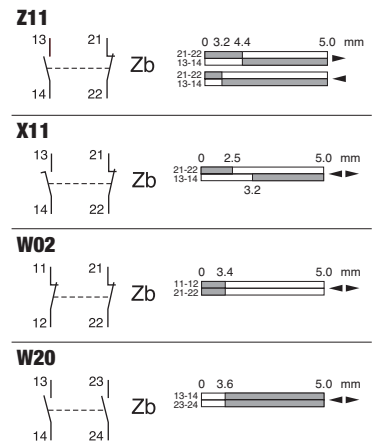 Z11
13 21 0 3.2 4.4 5.0 mm
21-22
13-14
Zb
21-22
13-14
14 22
X11
13 21 0 2.5 5.0 mm
21-22
13-14
Zb
3.2
14 22
W02
11 21 0 3.4 5.0 mm
11-12
21-22
Zb
12 22
W20
13 23 0 3.6 5.0 mm
13-14
23-24
Zb
14 24